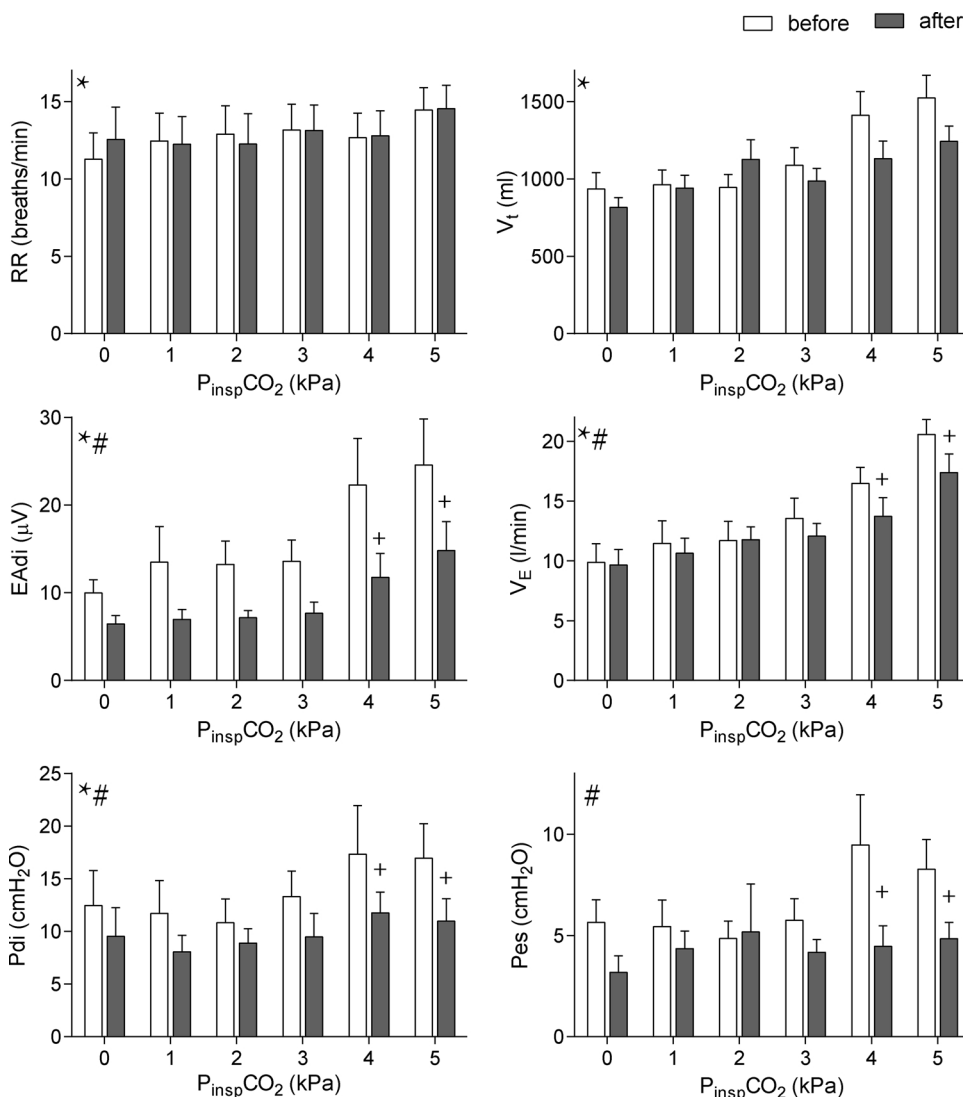 before after
*
RR (breaths/min)
15
10
5
0
0 1 2 3 4 5
PinspCO2 (kPa)
*
Vt (ml)
1500
1000
500
0
0 1 2 3 4 5
PinspCO2 (kPa)
*#
EAdi (μV)
30
20
10
0
+ +
0 1 2 3 4 5
PinspCO2 (kPa)
*#
VE (l/min)
20
15
10
5
0
+ +
0 1 2 3 4 5
PinspCO2 (kPa)
*#
Pdi (cmH2O)
25
20
15
10
5
0
+ +
0 1 2 3 4 5
PinspCO2 (kPa)
#
Pes (cmH2O)
10
5
0
+ +
0 1 2 3 4 5
PinspCO2 (kPa)